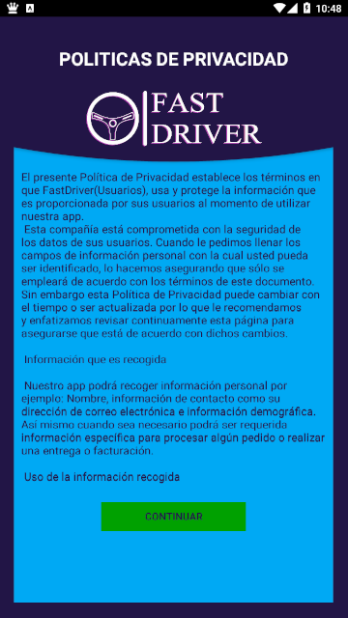 10:48
POLITICAS DE PRIVACIDAD
FAST
DRIVER
El presente Política de Privacidad establece los términos en
que FastDriver(Usuarios), usa y protege la información que
es proporcionada por sus usuarios al momento de utilizar
nuestra app.
Esta compañía está comprometida con la seguridad de
los datos de sus usuarios. Cuando le pedimos llenar los
campos de información personal con la cual usted pueda
ser identificado, lo hacemos asegurando que sólo se
empleará de acuerdo con los términos de este documento.
Sin embargo esta Política de Privacidad puede cambiar con
el tiempo o ser actualizada por lo que le recomendamos
y enfatizamos revisar continuamente esta página para
asegurarse que está de acuerdo con dichos cambios.
Información que es recogida
Nuestro app podrá recoger información personal por
ejemplo: Nombre, información de contacto como su
dirección de correo electrónica e información demográfica.
Así mismo cuando sea necesario podrá ser requerida
información específica para procesar algún pedido o realizar
una entrega o facturación.
Uso de la información recogida
CONTINUAR